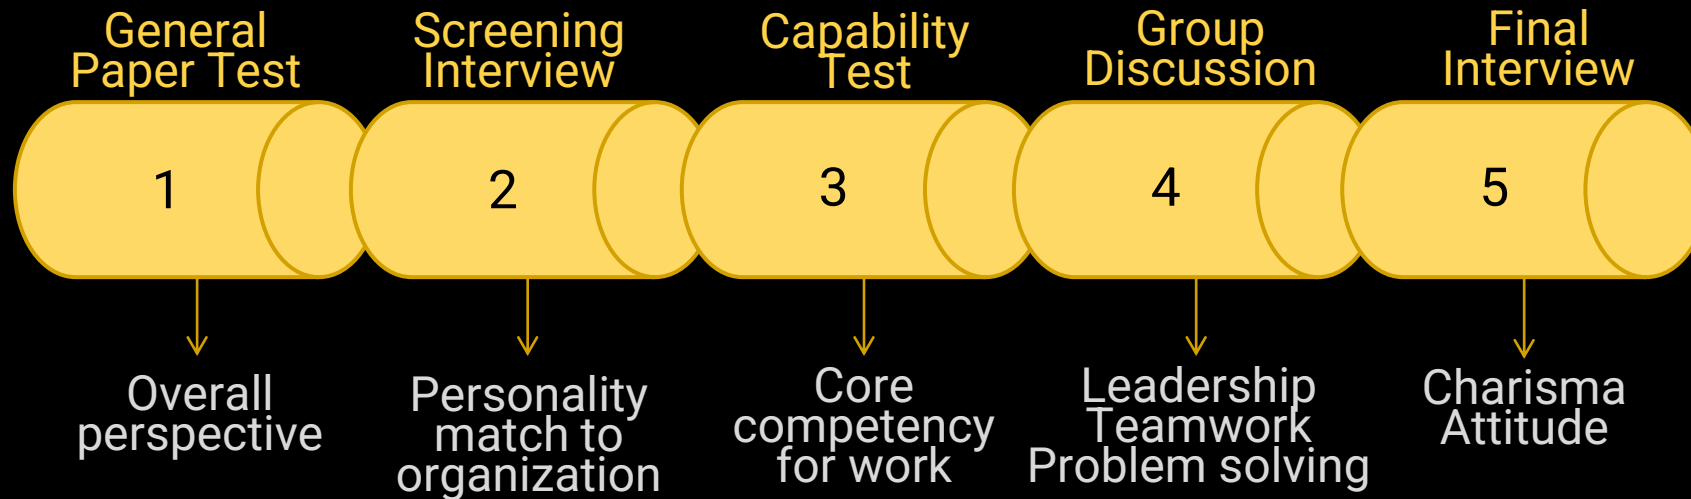 General
Paper Test
Screening
Interview
Capability
Test
Group
Discussion
Final
Interview
1
2
3
4
5
Overall
perspective
Personality
match to
organization
Core
competency
for work
Leadership
Teamwork
Problem solving
Charisma
Attitude